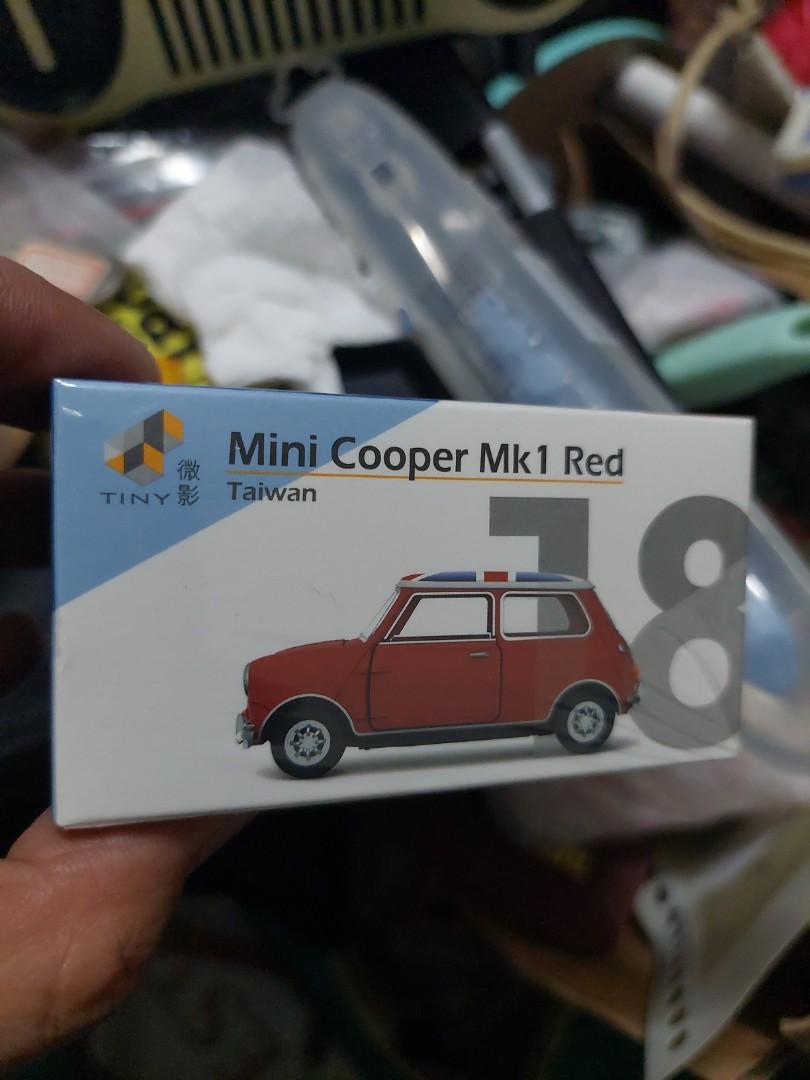 Mini Cooper Mk1 Red
Taiwan
TINY 微影
18